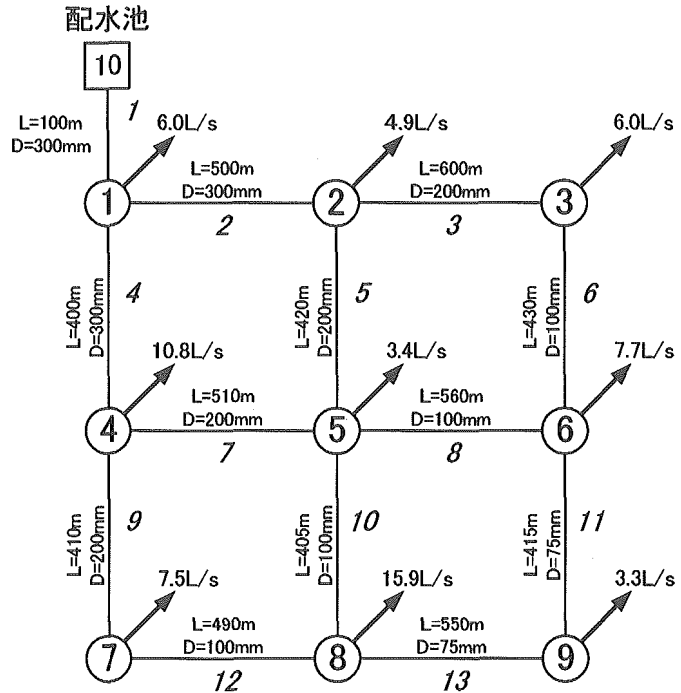 配水池
10
1
L=100m
D=300mm
6.0L/s
4.9L/s
6.0L/s
L=500m
D=300mm
L=600m
D=200mm
1
2
3
2
3
L=400m
D=300mm
4
L=420m
D=200mm
5
L=430m
D=100mm
6
10.8L/s
3.4L/s
7.7L/s
L=510m
D=200mm
L=560m
D=100mm
4
5
6
7
8
L=410m
D=200mm
9
L=405m
D=100mm
10
L=415m
D=75mm
11
7.5L/s
15.9L/s
3.3L/s
L=490m
D=100mm
L=550m
D=75mm
7
8
9
12
13